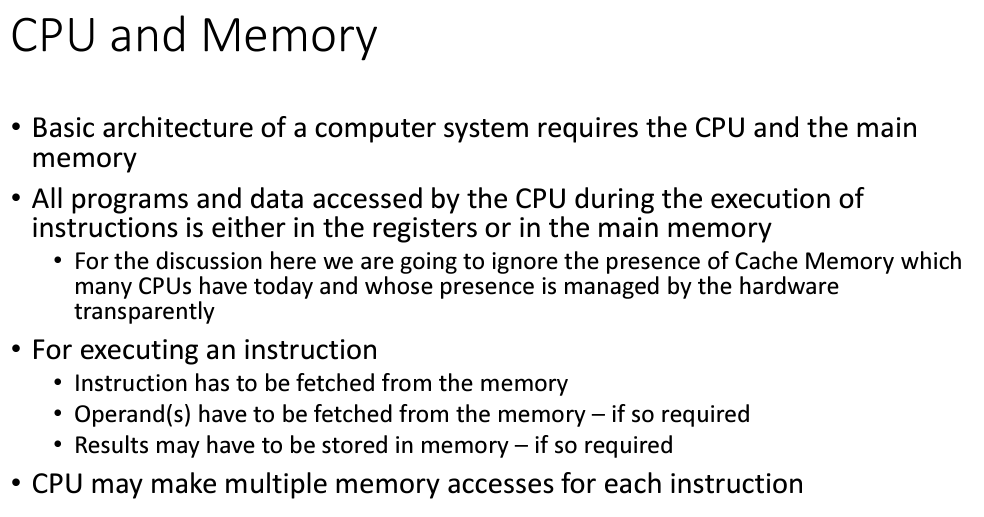 CPU and Memory
• Basic architecture of a computer system requires the CPU and the main
memory
• All programs and data accessed by the CPU during the execution of
instructions is either in the registers or in the main memory
• For the discussion here we are going to ignore the presence of Cache Memory which
many CPUs have today and whose presence is managed by the hardware
transparently
• For executing an instruction
• Instruction has to be fetched from the memory
• Operand(s) have to be fetched from the memory – if so required
• Results may have to be stored in memory – if so required
• CPU may make multiple memory accesses for each instruction